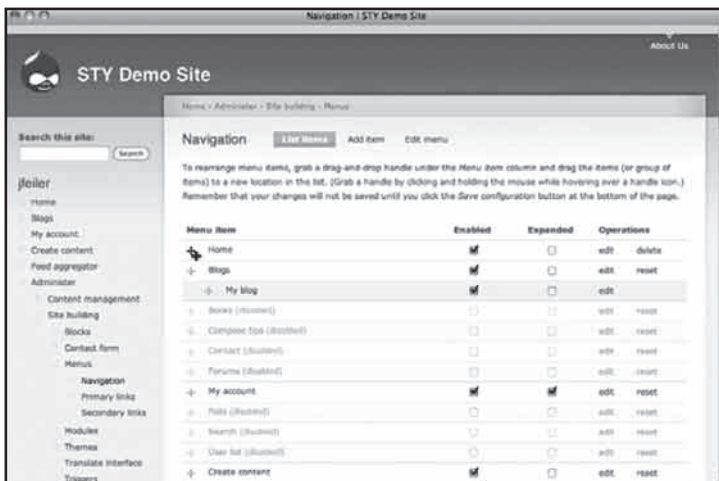 Navigation | STY Demo Site
About Us
STY Demo Site
Home › Administer › Site building › Menus
Search this site:
Search
jfeiler
Home
Blogs
My account
Create content
Feed aggregator
Administer
Content management
Site building
Blocks
Contact form
Menus
Navigation
Primary links
Secondary links
Modules
Themes
Translate interface
Triggers
Navigation
List items
Add item
Edit menu
To rearrange menu items, grab a drag-and-drop handle under the Menu item column and drag the items (or group of
items) to a new location in the list. (Grab a handle by clicking and holding the mouse while hovering over a handle icon.)
Remember that your changes will not be saved until you click the Save configuration button at the bottom of the page.
Menu item Enabled Expanded Operations
Home edit delete
Blogs edit reset
My blog edit
Books (disabled) edit reset
Compose tips (disabled) edit reset
Contact (disabled) edit reset
Forums (disabled) edit reset
My account edit reset
Polls (disabled) edit reset
Search (disabled) edit reset
User list (disabled) edit reset
Create content edit reset